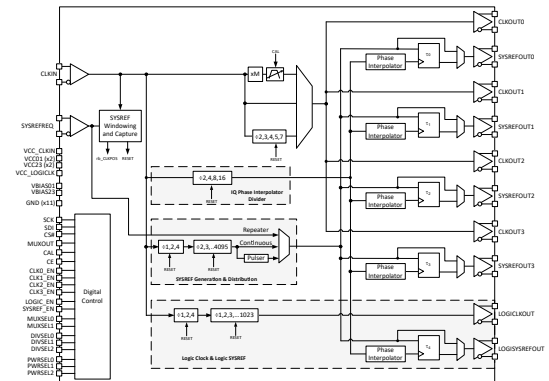 CLKIN
SYSREFREQ
SYSREF
Windowing
and Capture
rb_CLKPOS
RESET
VCC_CLKIN
VCC01 (x2)
VCC23 (x2)
VCC_LOGICLK
VBIAS01
VBIAS23
GND (x11)
SCK
SDI
CS#
MUXOUT
CAL
CE
CLK0_EN
CLK1_EN
CLK2_EN
CLK3_EN
LOGIC_EN
SYSREF_EN
MUXSEL0
MUXSEL1
DIVSEL0
DIVSEL1
DIVSEL2
PWRSEL0
PWRSEL1
PWRSEL2
Digital
Control
CAL
xM
÷2,3,4,5,7
RESET
÷2,4,8,16
RESET
IQ Phase Interpolator
Divider
Repeater
Continuous
÷1,2,4
÷2,3,..4095
Pulser
RESET
RESET
SYSREF Generation & Distribution
÷1,2,4
÷1,2,3,...1023
RESET
RESET
Logic Clock & Logic SYSREF
CLKOUT0
Phase
Interpolator
τ0
SYSREFOUT0
CLKOUT1
Phase
Interpolator
τ1
SYSREFOUT1
CLKOUT2
Phase
Interpolator
τ2
SYSREFOUT2
CLKOUT3
Phase
Interpolator
τ3
SYSREFOUT3
LOGICLKOUT
Phase
Interpolator
τ4
LOGISYSREFOUT